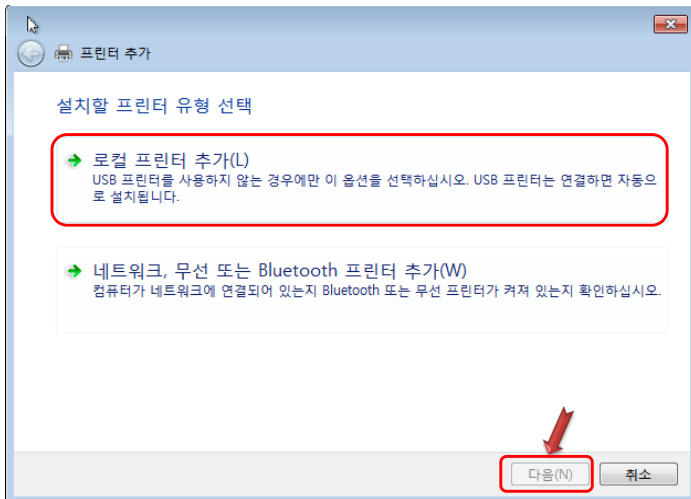 프린터 추가
설치할 프린터 유형 선택
로컬 프린터 추가(L)
USB 프린터를 사용하지 않는 경우에만 이 옵션을 선택하십시오. USB 프린터는 연결하면 자동으
로 설치됩니다.
네트워크, 무선 또는 Bluetooth 프린터 추가(W)
컴퓨터가 네트워크에 연결되어 있는지 Bluetooth 또는 무선 프린터가 켜져 있는지 확인하십시오.
다음(N) 취소